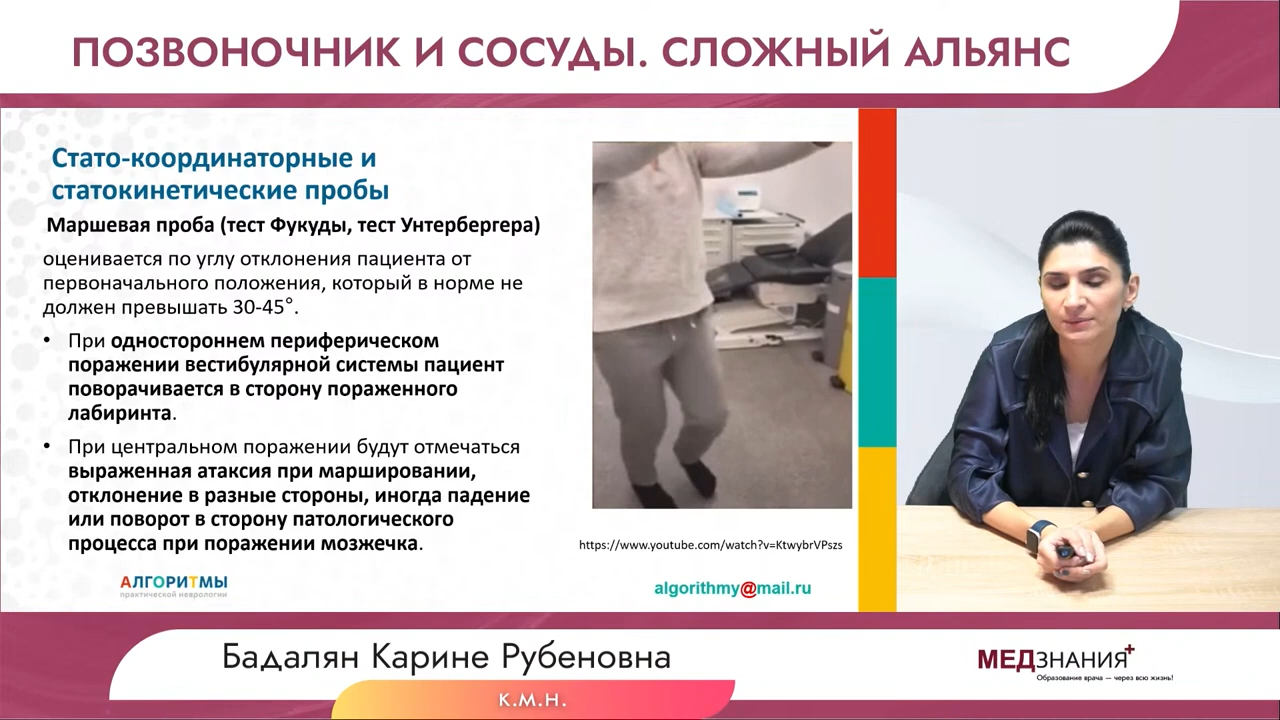 ПОЗВОНОЧНИК И СОСУДЫ. СЛОЖНЫЙ АЛЬЯНС
Стато-координаторные и
статокинетические пробы
Маршевая проба (тест Фукуды, тест Унтербергера)
оценивается по углу отклонения пациента от
первоначального положения, который в норме не
должен превышать 30-45°.
• При одностороннем периферическом
поражении вестибулярной системы пациент
поворачивается в сторону пораженного
лабиринта.
• При центральном поражении будут отмечаться
выраженная атаксия при маршировании,
отклонение в разные стороны, иногда падение
или поворот в сторону патологического
процесса при поражении мозжечка.
https://www.youtube.com/watch?v=KtwybrVPszs
АЛГОРИТМЫ
практической неврологии
algorithmy@mail.ru
Бадалян Карине Рубеновна
к.м.н.
МЕДЗНАНИЯ+
Образование врача — через всю жизнь!